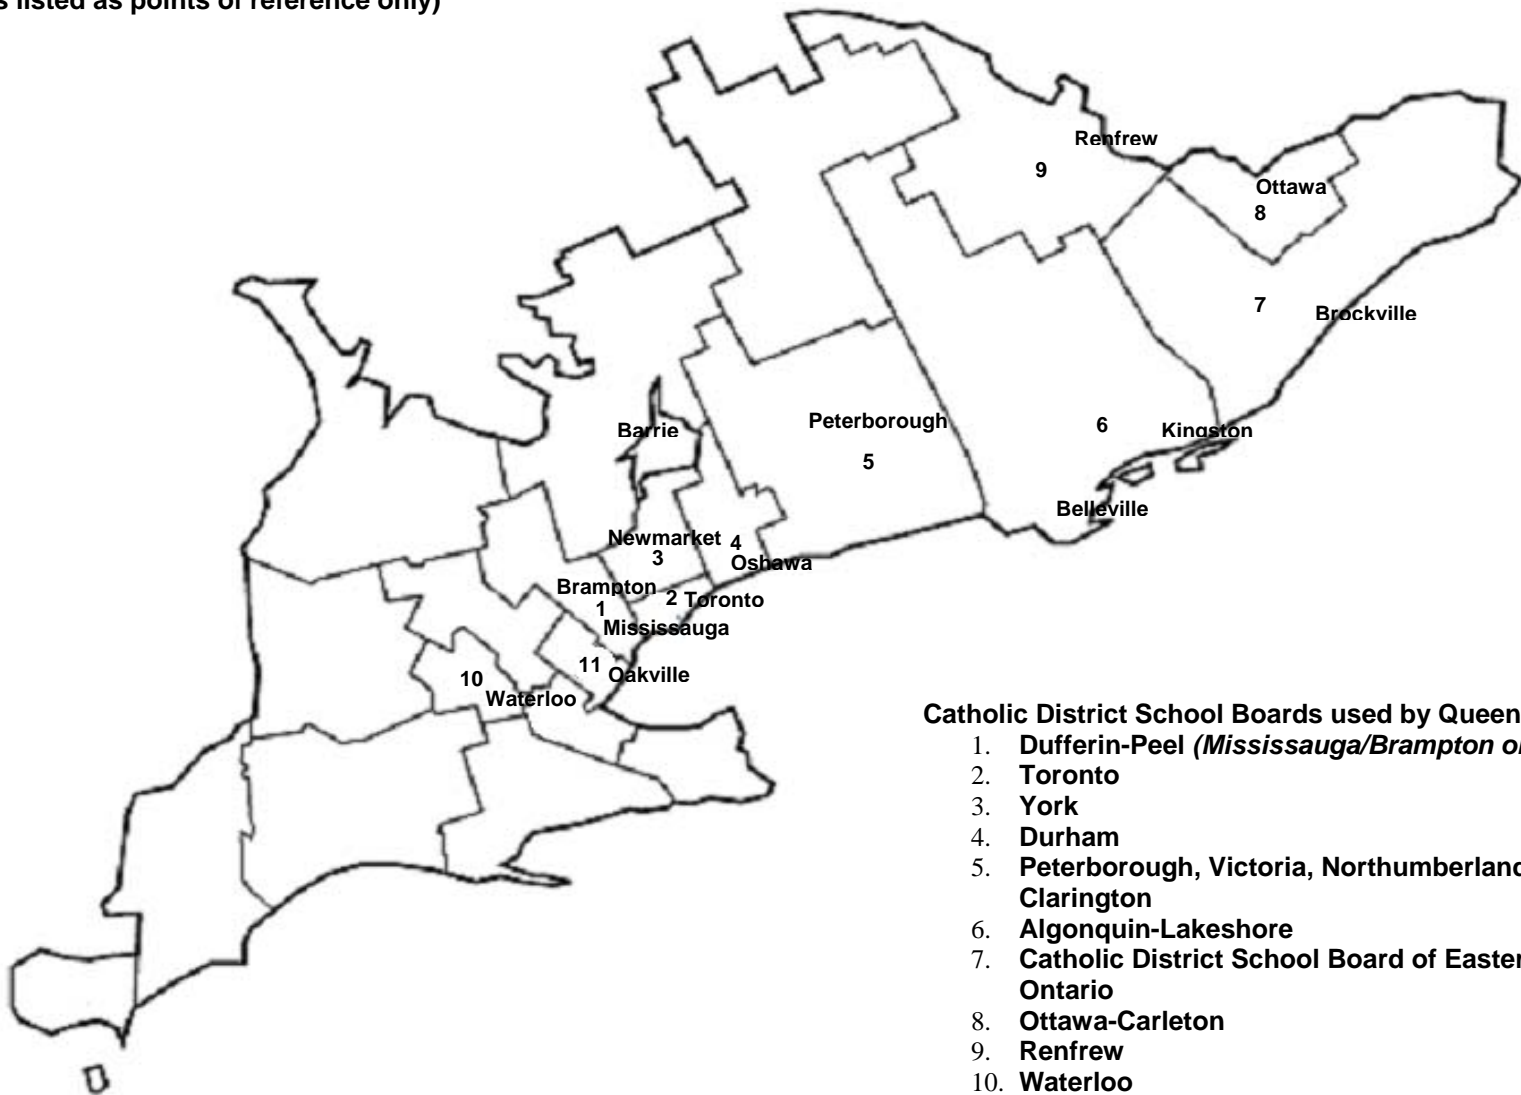 s listed as points of reference only)
Renfrew
9
Ottawa
8
7
Brockville
Peterborough
5
6
Kingston
Barrie
Belleville
Newmarket
3
4
Oshawa
Brampton
1
2 Toronto
Mississauga
11 Oakville
10
Waterloo
Catholic District School Boards used by Queen
1. Dufferin-Peel (Mississauga/Brampton o
2. Toronto
3. York
4. Durham
5. Peterborough, Victoria, Northumberland
Clarington
6. Algonquin-Lakeshore
7. Catholic District School Board of Easter
Ontario
8. Ottawa-Carleton
9. Renfrew
10. Waterloo